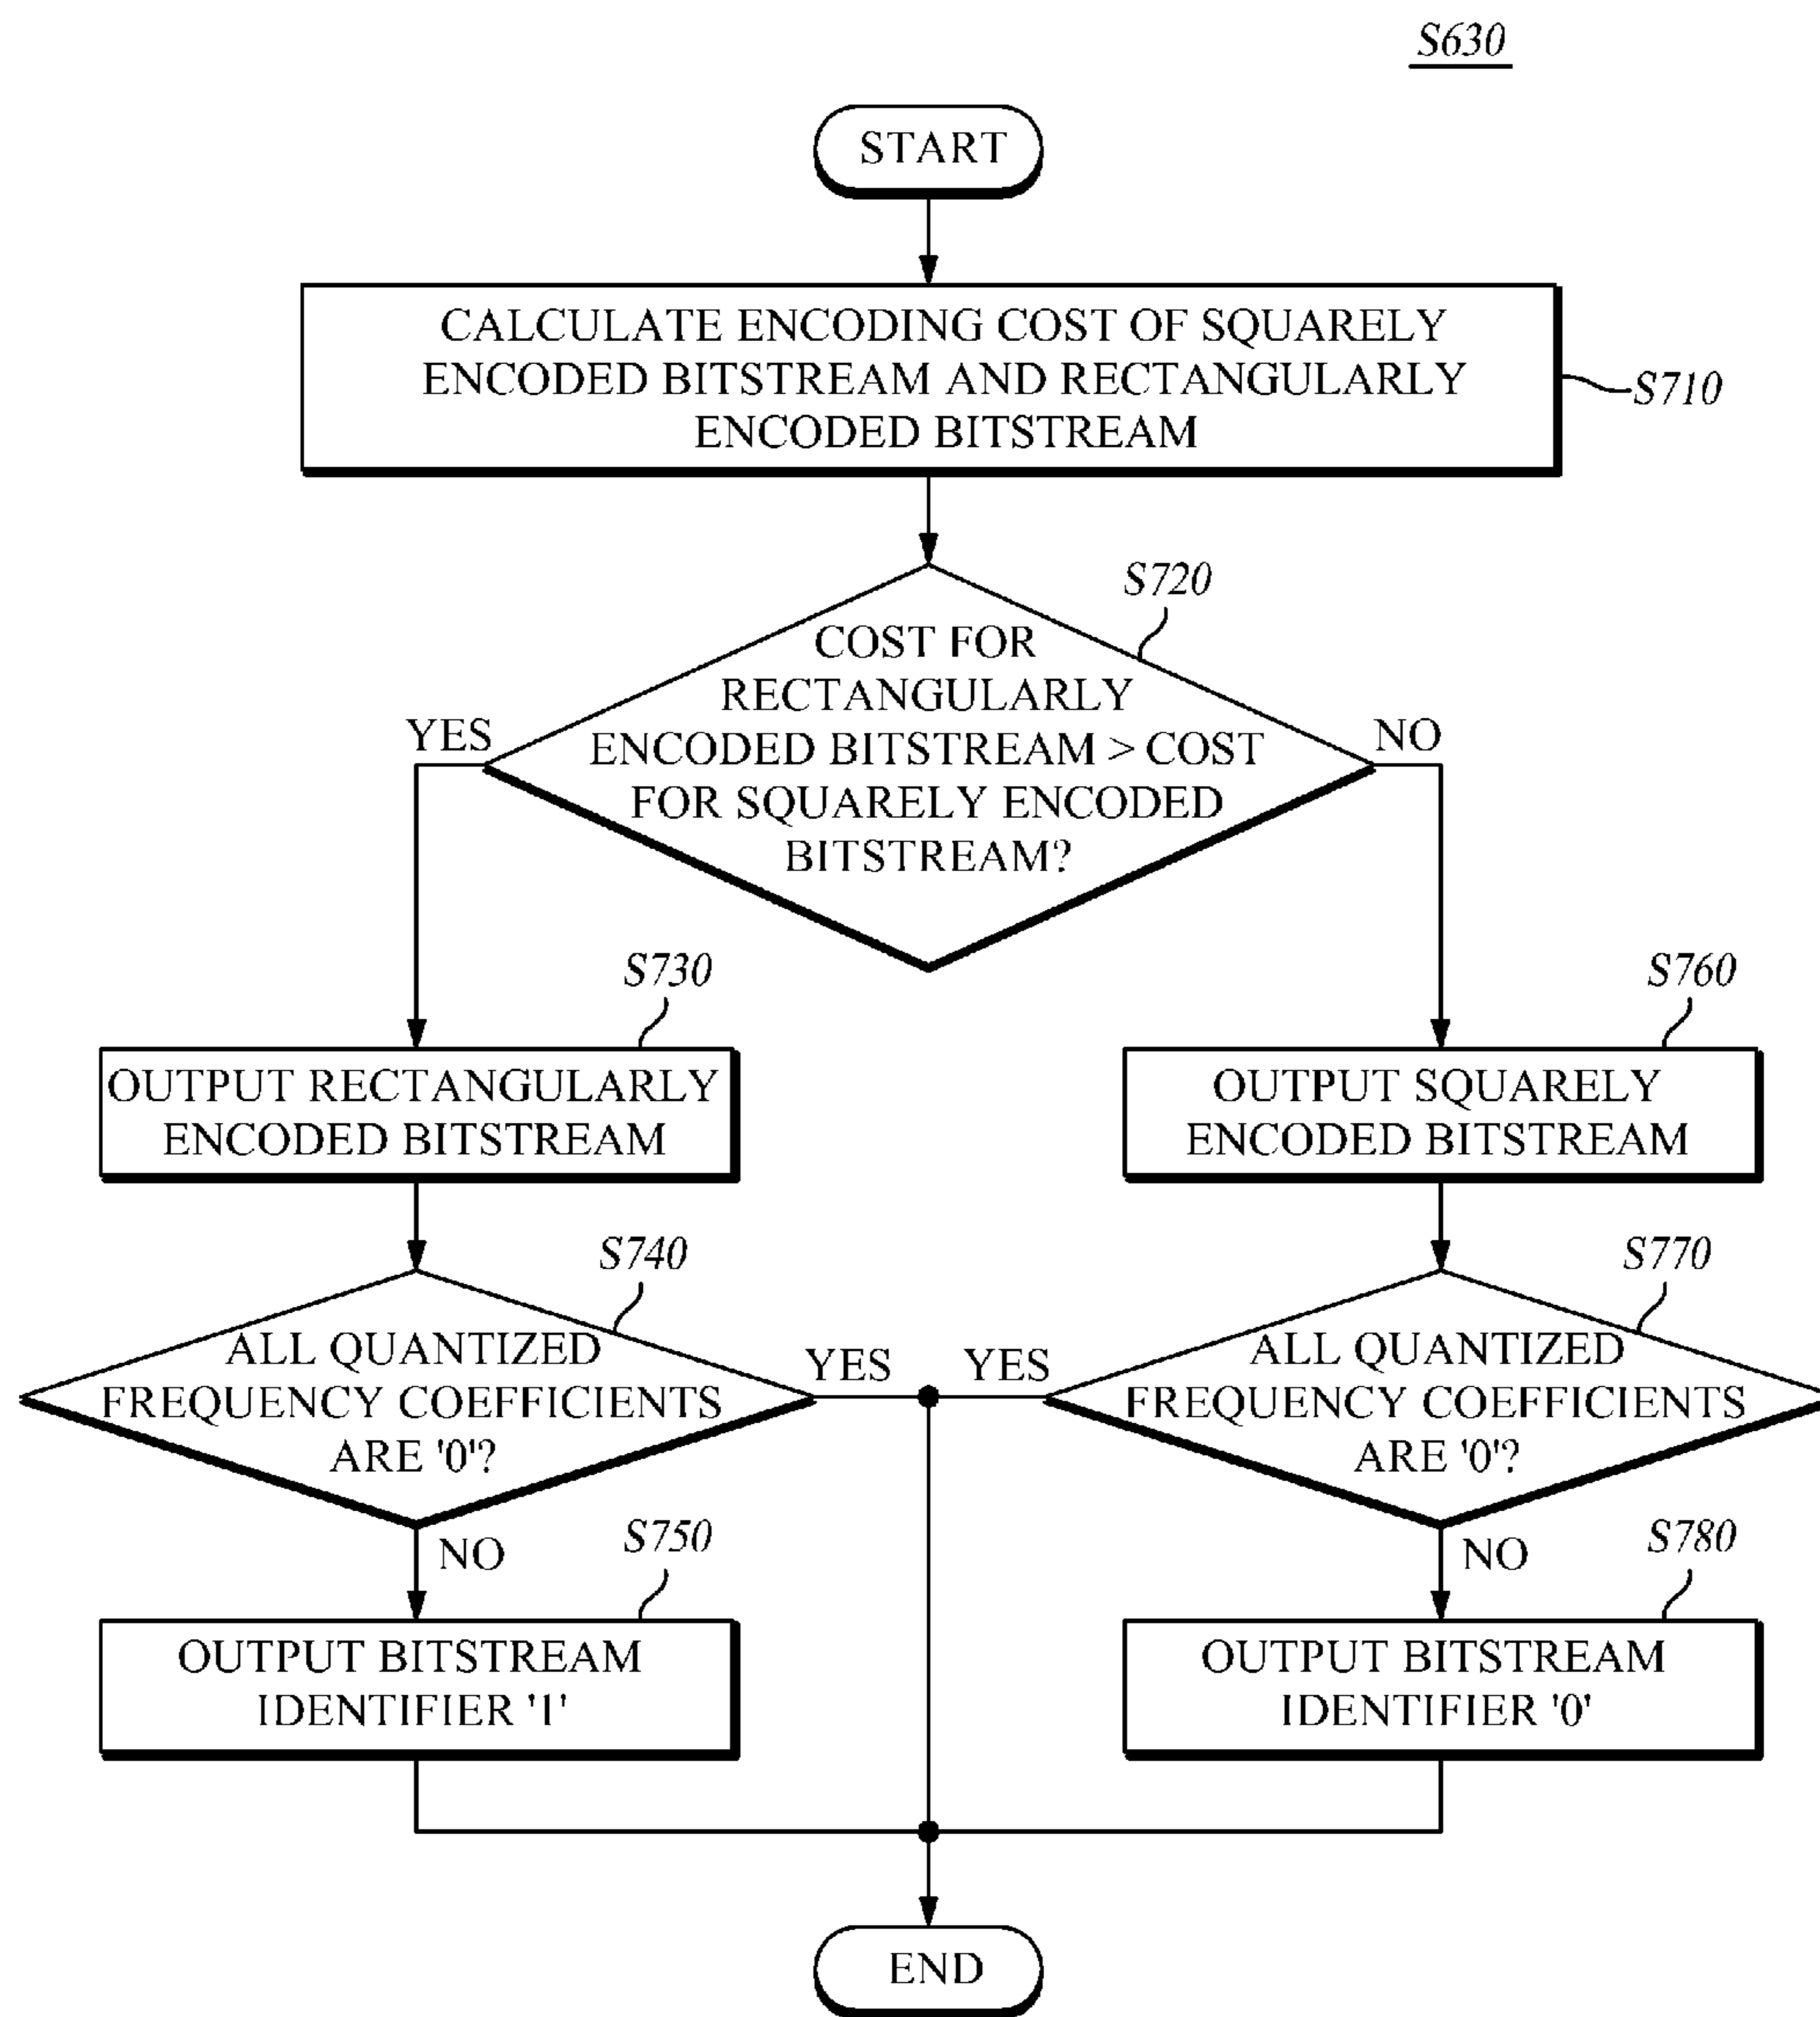 S630
START
CALCULATE ENCODING COST OF SQUARELY
ENCODED BITSTREAM AND RECTANGULARLY
ENCODED BITSTREAM
S710
S720
COST FOR
RECTANGULARLY
ENCODED BITSTREAM > COST
FOR SQUARELY ENCODED
BITSTREAM?
YES
NO
S730
OUTPUT RECTANGULARLY
ENCODED BITSTREAM
S760
OUTPUT SQUARELY
ENCODED BITSTREAM
S740
ALL QUANTIZED
FREQUENCY COEFFICIENTS
ARE '0'?
YES
YES
S770
ALL QUANTIZED
FREQUENCY COEFFICIENTS
ARE '0'?
NO
S750
OUTPUT BITSTREAM
IDENTIFIER '1'
NO
S780
OUTPUT BITSTREAM
IDENTIFIER '0'
END